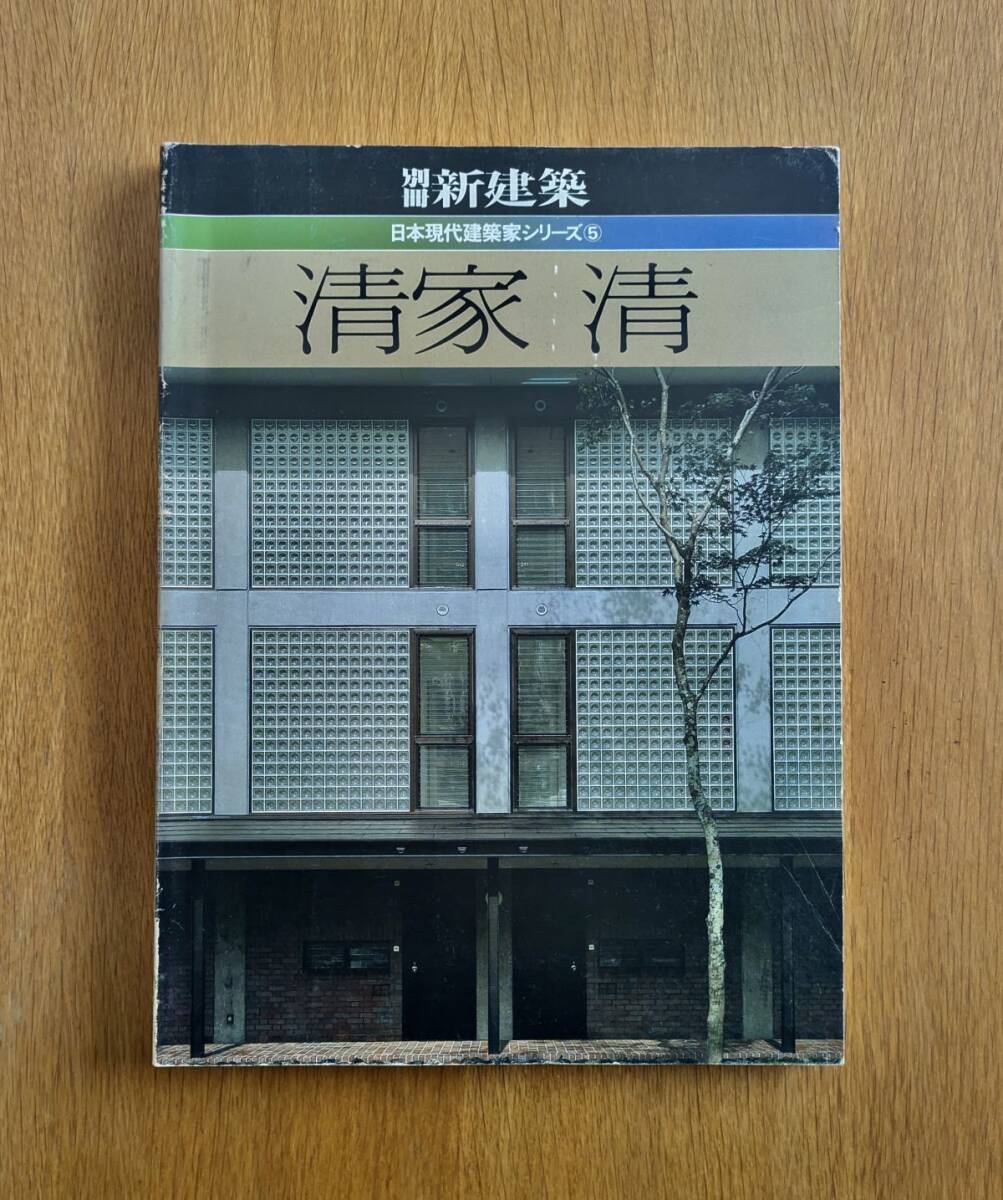 別冊新建築
日本現代建築家シリーズ⑤
清家 清